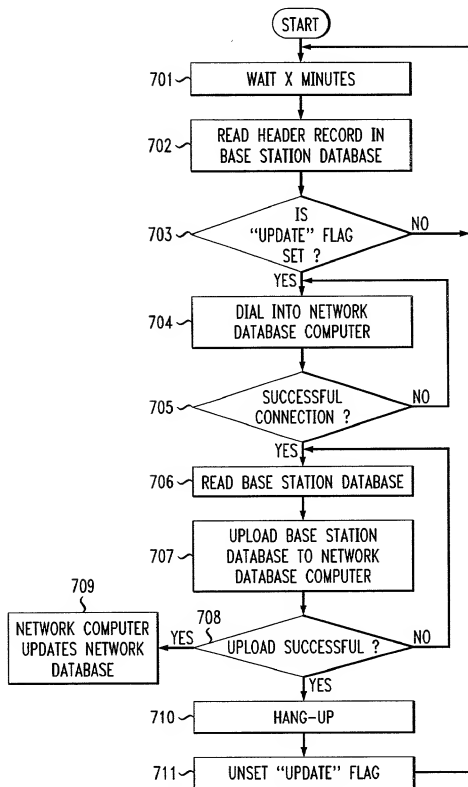 START
701
WAIT X MINUTES
702
READ HEADER RECORD IN
BASE STATION DATABASE
703
IS
"UPDATE" FLAG
SET ?
NO
YES
704
DIAL INTO NETWORK
DATABASE COMPUTER
705
SUCCESSFUL
CONNECTION ?
NO
YES
706
READ BASE STATION DATABASE
707
UPLOAD BASE STATION
DATABASE TO NETWORK
DATABASE COMPUTER
709
NETWORK COMPUTER
UPDATES NETWORK
DATABASE
YES
708
UPLOAD SUCCESSFUL ?
NO
YES
710
HANG-UP
711
UNSET "UPDATE" FLAG